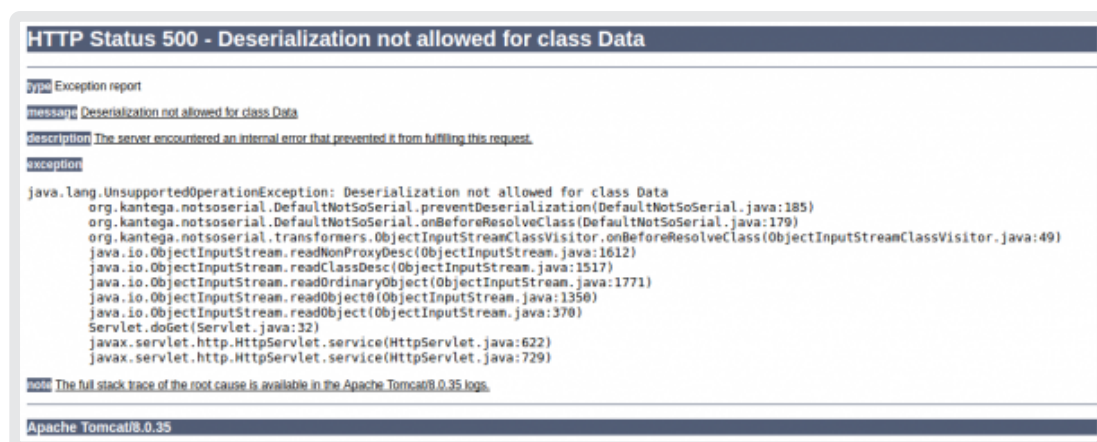 HTTP Status 500 - Deserialization not allowed for class Data
type Exception report
message Deserialization not allowed for class Data
description The server encountered an internal error that prevented it from fulfilling this request.
exception
java.lang.UnsupportedOperationException: Deserialization not allowed for class Data
org.kantega.notsoserial.DefaultNotSoSerial.preventDeserialization(DefaultNotSoSerial.java:185)
org.kantega.notsoserial.DefaultNotSoSerial.onBeforeResolveClass(DefaultNotSoSerial.java:179)
org.kantega.notsoserial.transformers.ObjectInputStreamClassVisitor.onBeforeResolveClass(ObjectInputStreamClassVisitor.java:49)
java.io.ObjectInputStream.readNonProxyDesc(ObjectInputStream.java:1612)
java.io.ObjectInputStream.readClassDesc(ObjectInputStream.java:1517)
java.io.ObjectInputStream.readOrdinaryObject(ObjectInputStream.java:1771)
java.io.ObjectInputStream.readObject0(ObjectInputStream.java:1350)
java.io.ObjectInputStream.readObject(ObjectInputStream.java:370)
Servlet.doGet(Servlet.java:32)
javax.servlet.http.HttpServlet.service(HttpServlet.java:622)
javax.servlet.http.HttpServlet.service(HttpServlet.java:729)
note The full stack trace of the root cause is available in the Apache Tomcat/8.0.35 logs.
Apache Tomcat/8.0.35